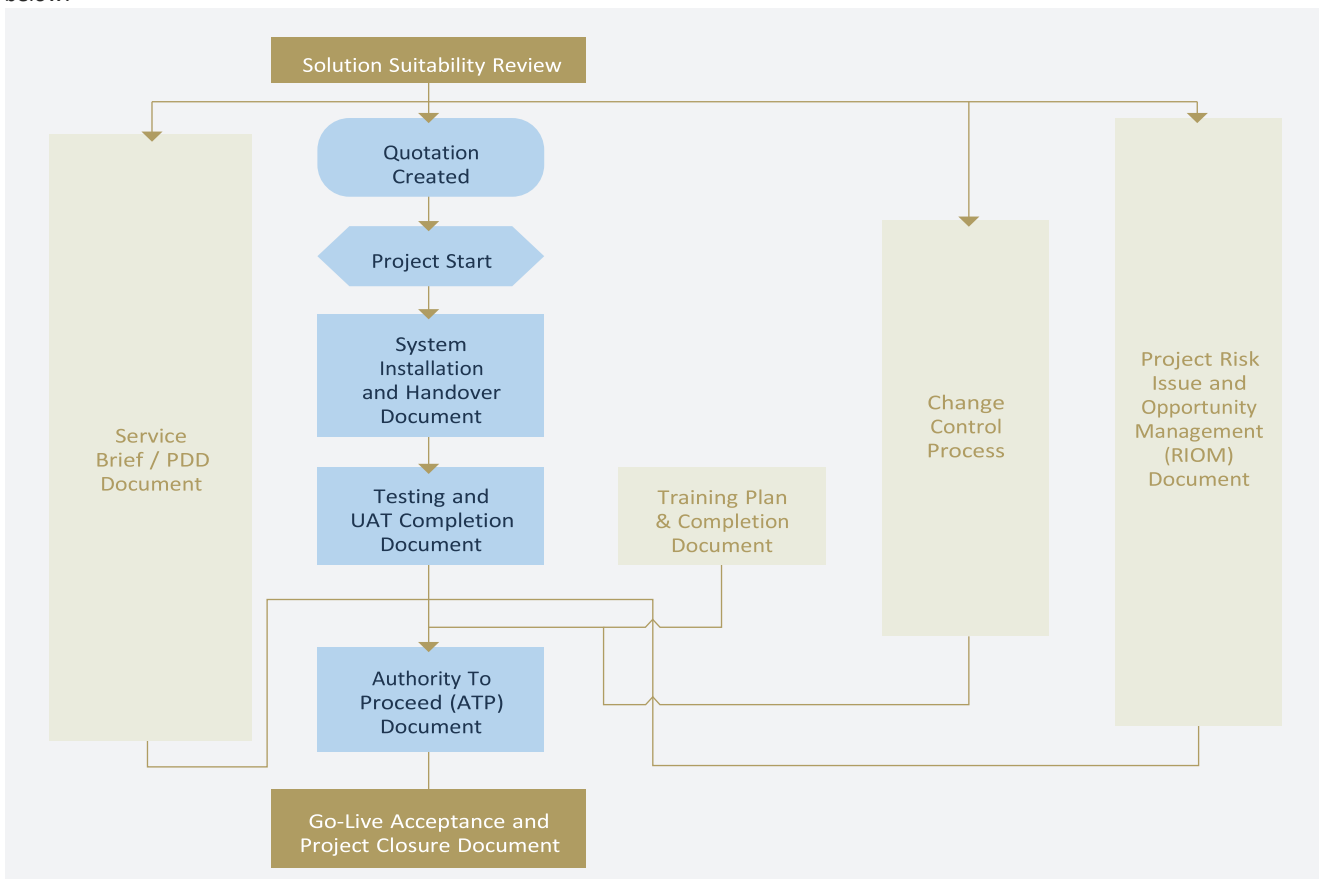 below.
Solution Suitability Review
Quotation
Created
Project Start
System
Installation
and Handover
Document
Testing and
UAT Completion
Document
Training Plan
& Completion
Document
Service
Brief / PDD
Document
Change
Control
Process
Project Risk
Issue and
Opportunity
Management
(RIOM)
Document
Authority To
Proceed (ATP)
Document
Go-Live Acceptance and
Project Closure Document